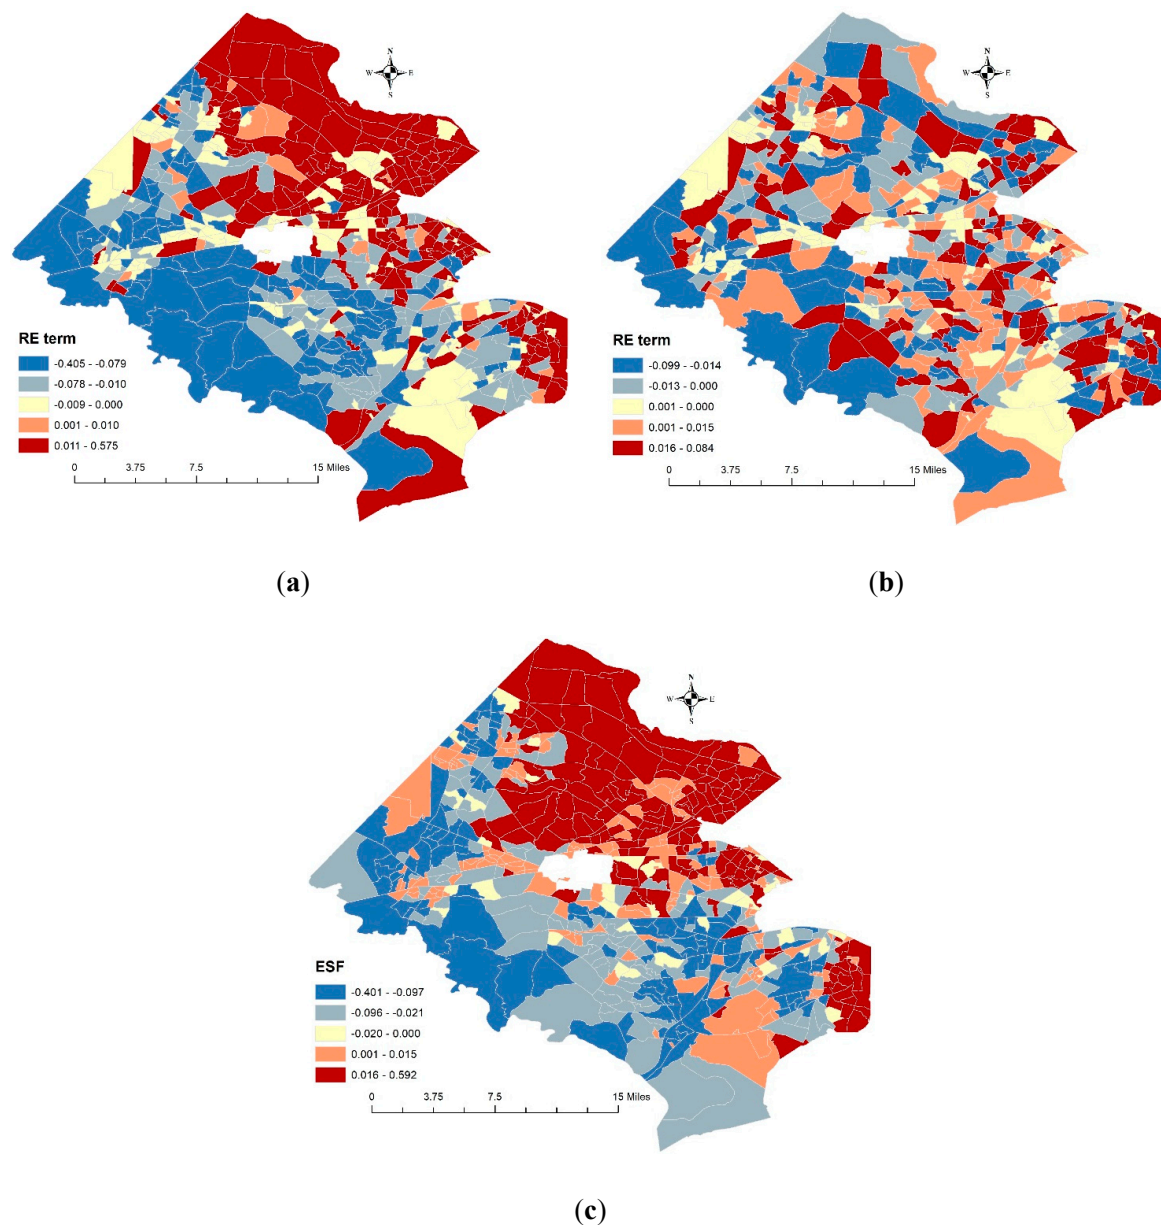 N
W E
S
RE term
-0.405 - -0.079
-0.078 - -0.010
-0.009 - 0.000
0.001 - 0.010
0.011 - 0.575
0 3.75 7.5 15 Miles
(a)
N
W E
S
RE term
-0.099 - -0.014
-0.013 - 0.000
0.001 - 0.000
0.001 - 0.015
0.016 - 0.084
0 3.75 7.5 15 Miles
(b)
N
W E
S
ESF
-0.401 - -0.097
-0.096 - -0.021
-0.020 - 0.000
0.001 - 0.015
0.016 - 0.592
0 3.75 7.5 15 Miles
(c)